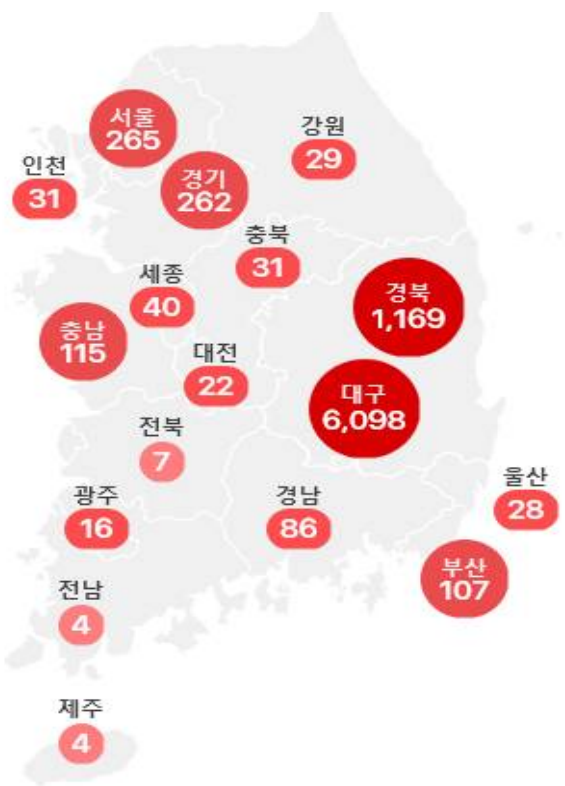 서울
265
강원
29
인천
31
경기
262
충북
31
세종
40
경북
1,169
충남
115
대전
22
대구
6,098
전북
7
울산
28
광주
16
경남
86
부산
107
전남
4
제주
4